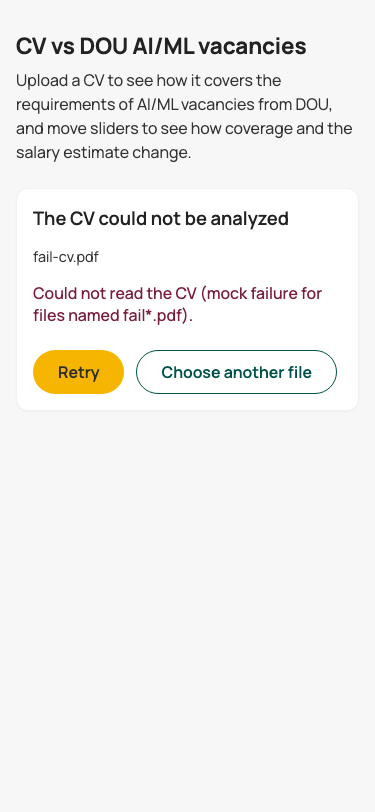 CV vs DOU AI/ML vacancies
Upload a CV to see how it covers the
requirements of AI/ML vacancies from DOU,
and move sliders to see how coverage and the
salary estimate change.
The CV could not be analyzed
fail-cv.pdf
Could not read the CV (mock failure for
files named fail*.pdf).
Retry
Choose another file